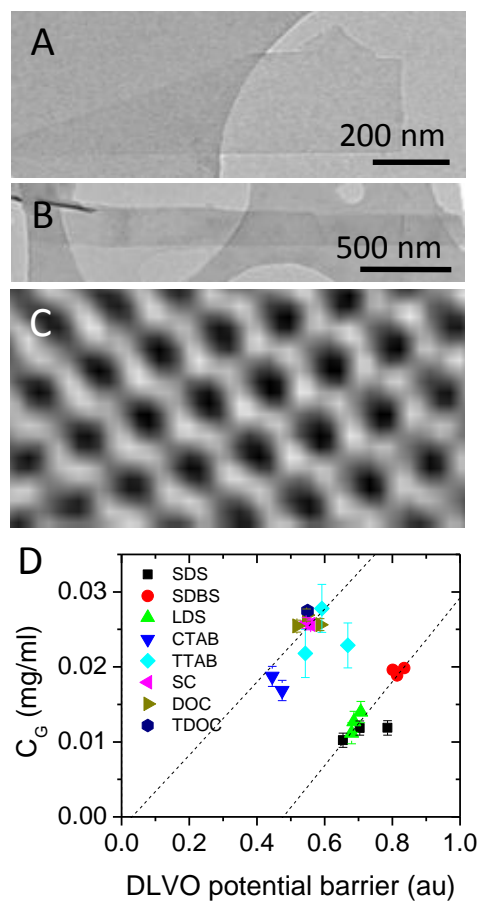 A
200 nm
B
500 nm
C
D
SDS
SDBS
LDS
CTAB
TTAB
SC
DOC
TDOC
0.03
0.02
0.01
0.00
C_G (mg/ml)
0.0 0.2 0.4 0.6 0.8 1.0
DLVO potential barrier (au)